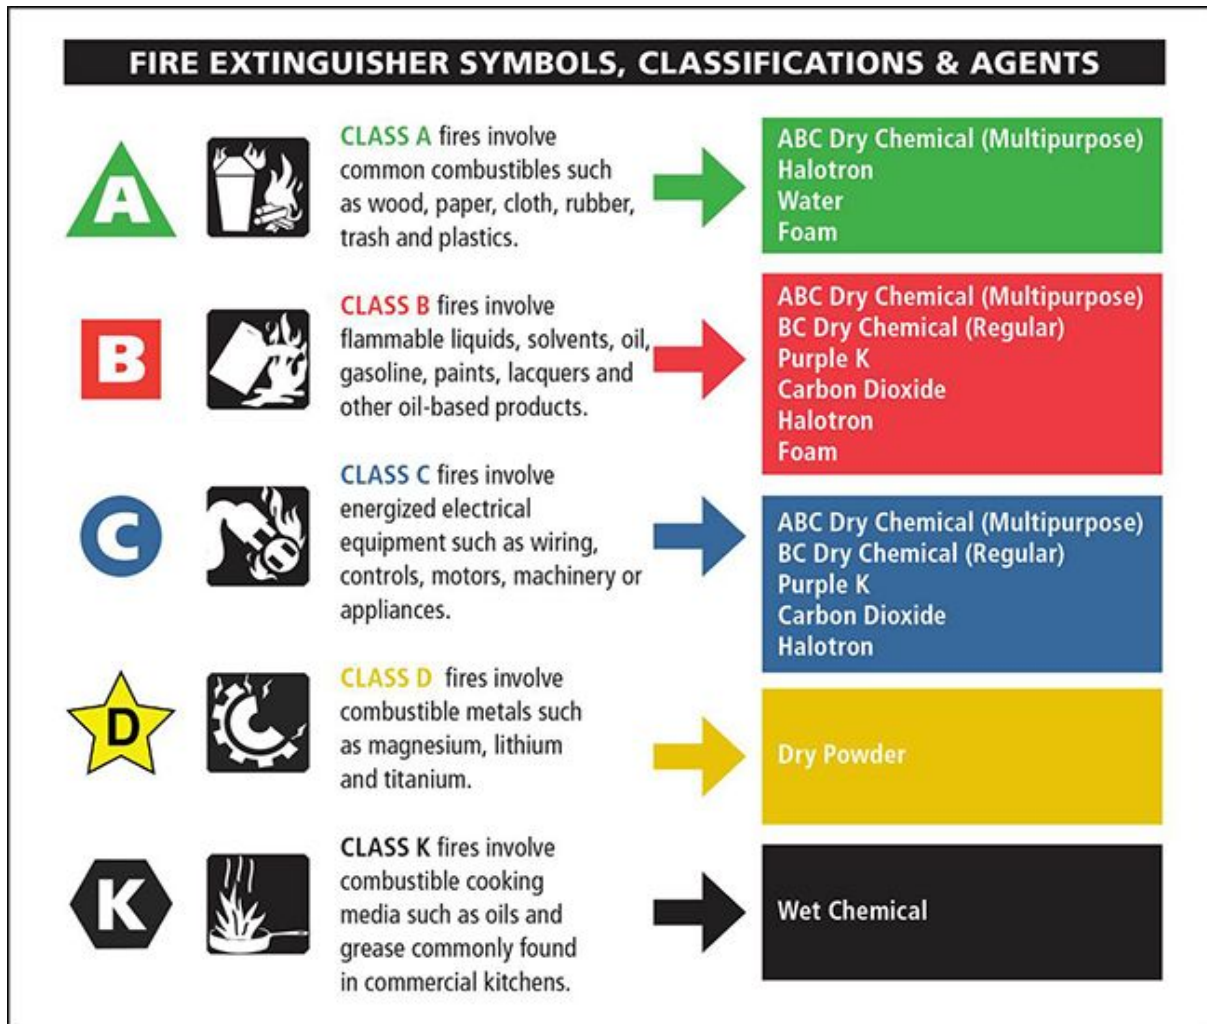 FIRE EXTINGUISHER SYMBOLS, CLASSIFICATIONS & AGENTS
A
CLASS A fires involve
common combustibles such
as wood, paper, cloth, rubber,
trash and plastics.
ABC Dry Chemical (Multipurpose)
Halotron
Water
Foam
B
CLASS B fires involve
flammable liquids, solvents, oil,
gasoline, paints, lacquers and
other oil-based products.
ABC Dry Chemical (Multipurpose)
BC Dry Chemical (Regular)
Purple K
Carbon Dioxide
Halotron
Foam
C
CLASS C fires involve
energized electrical
equipment such as wiring,
controls, motors, machinery or
appliances.
ABC Dry Chemical (Multipurpose)
BC Dry Chemical (Regular)
Purple K
Carbon Dioxide
Halotron
D
CLASS D fires involve
combustible metals such
as magnesium, lithium
and titanium.
Dry Powder
K
CLASS K fires involve
combustible cooking
media such as oils and
grease commonly found
in commercial kitchens.
Wet Chemical